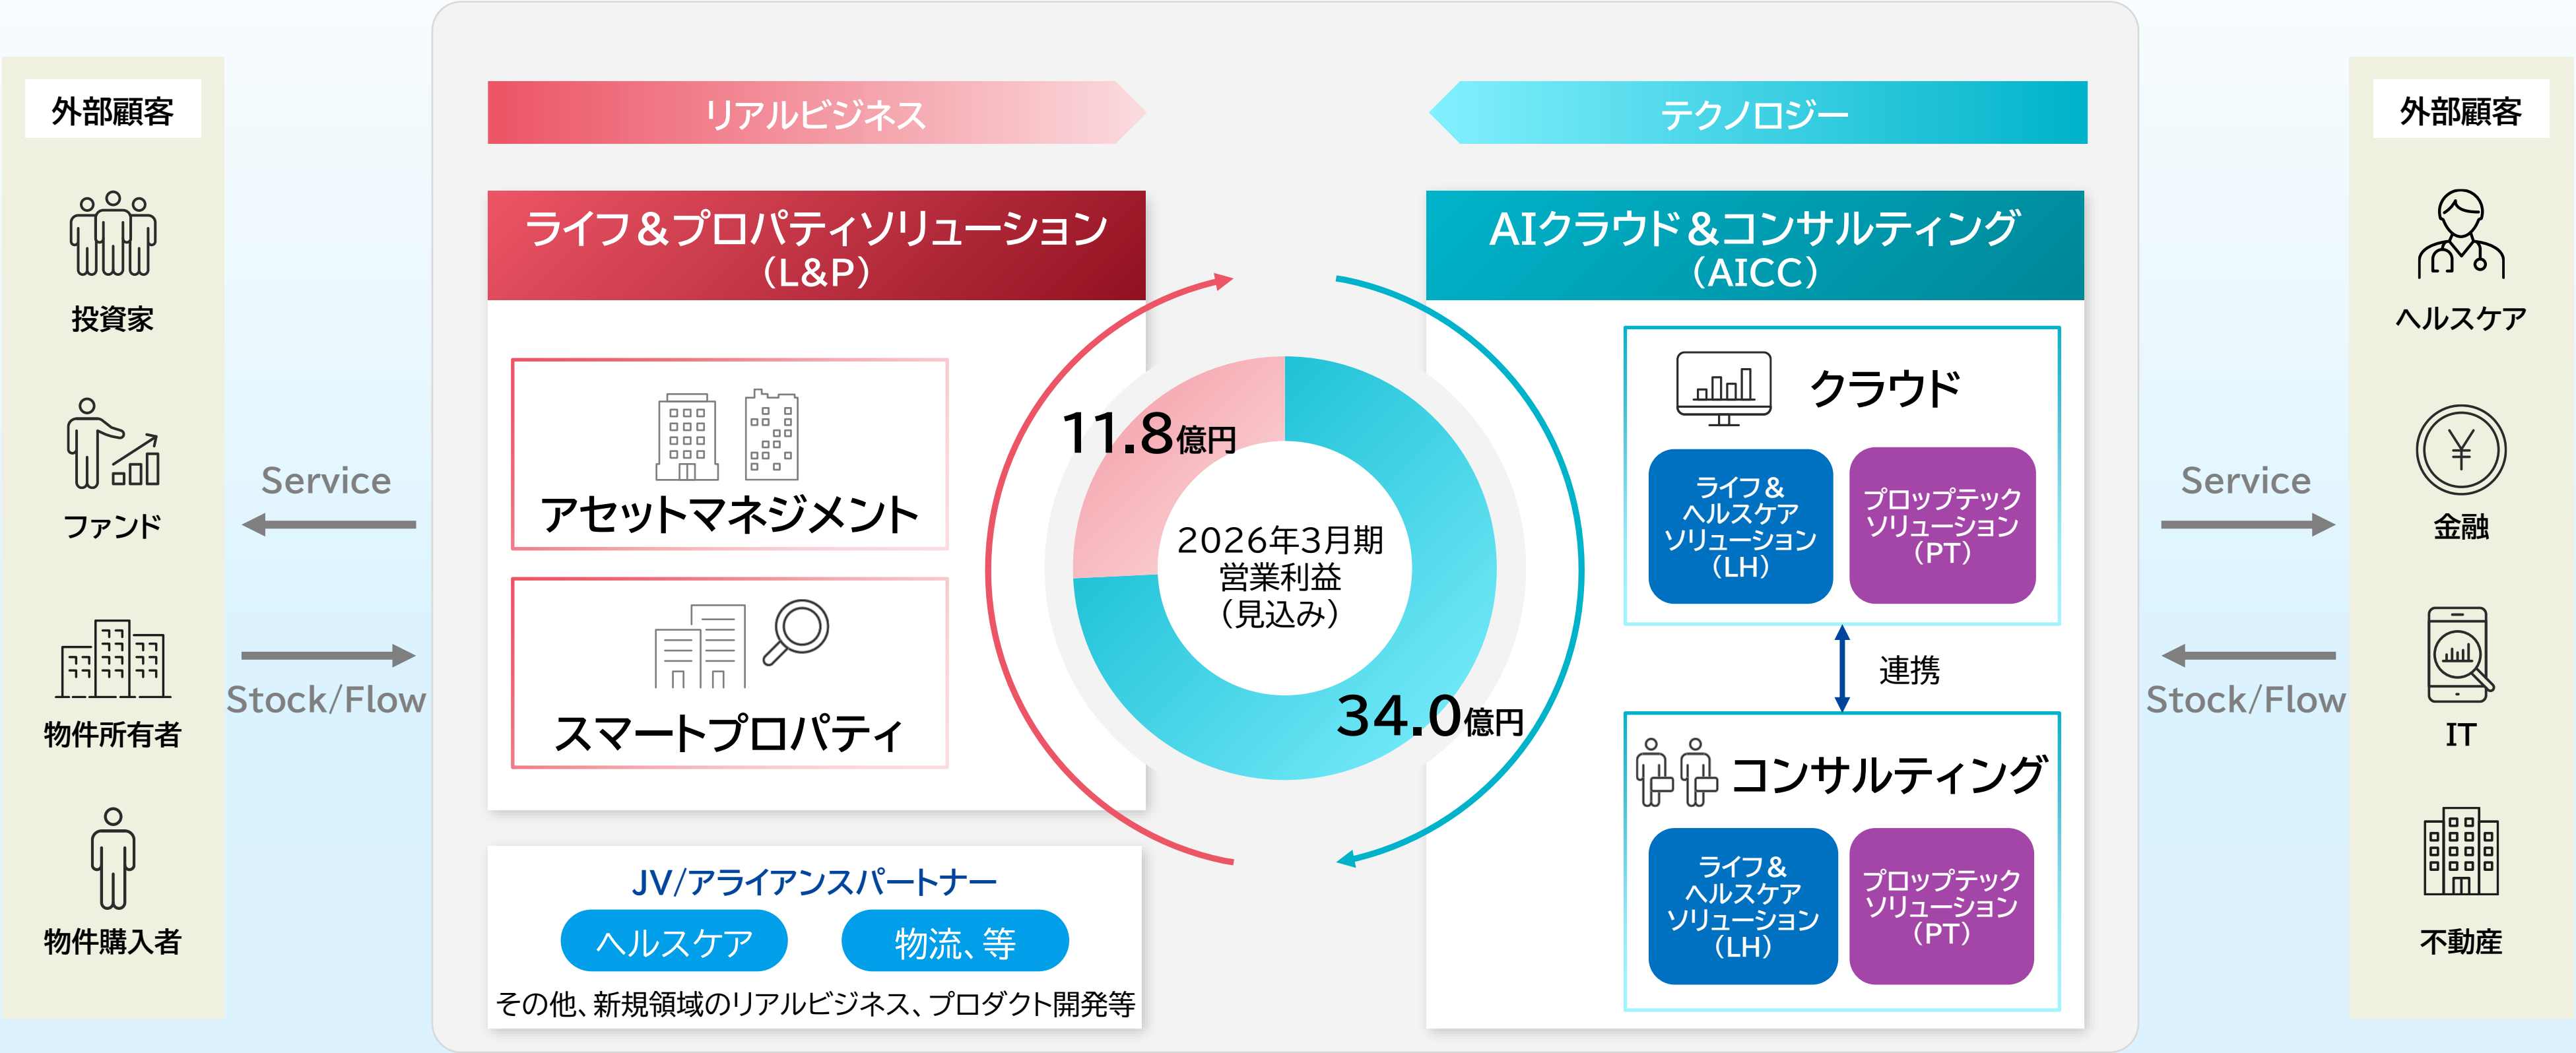 外部顧客
投資家
ファンド
物件所有者
物件購入者
Service
Stock/Flow
リアルビジネス
ライフ&プロパティソリューション
（L&P）
アセットマネジメント
スマートプロパティ
JV/アライアンスパートナー
ヘルスケア
物流、等
その他、新規領域のリアルビジネス、プロダクト開発等
11.8億円
2026年3月期
営業利益
（見込み）
34.0億円
テクノロジー
AIクラウド&コンサルティング
（AICC）
クラウド
ライフ&
ヘルスケア
ソリューション
（LH）
プロップテック
ソリューション
（PT）
連携
コンサルティング
ライフ&
ヘルスケア
ソリューション
（LH）
プロップテック
ソリューション
（PT）
Service
Stock/Flow
外部顧客
ヘルスケア
金融
IT
不動産